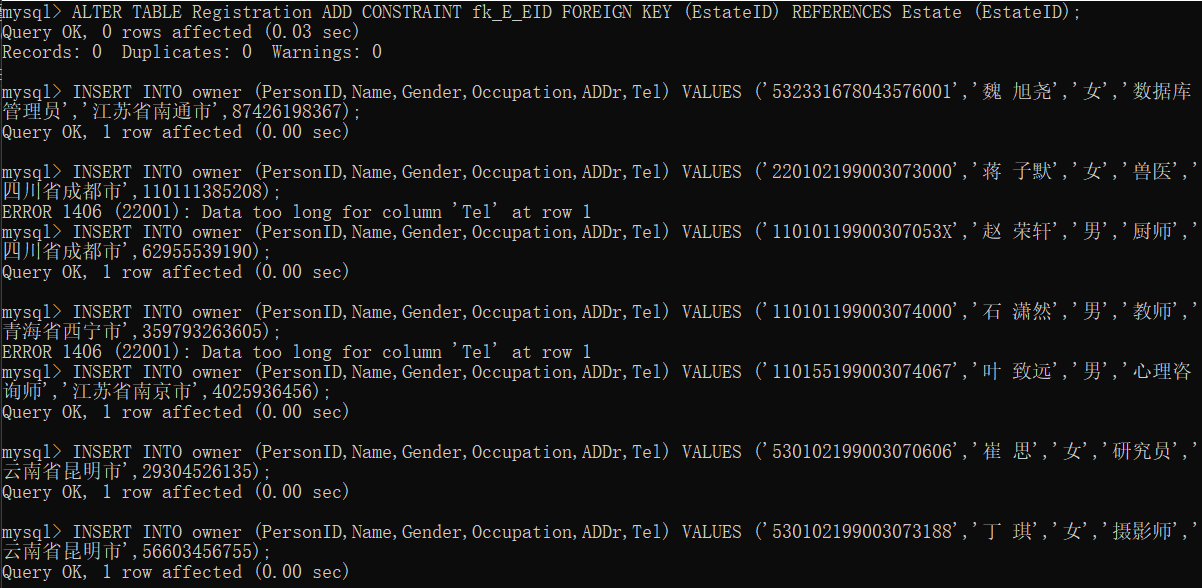 mysql> ALTER TABLE Registration ADD CONSTRAINT fk_E_EID FOREIGN KEY (EstateID) REFERENCES Estate (EstateID);
Query OK, 0 rows affected (0.03 sec)
Records: 0  Duplicates: 0  Warnings: 0
mysql> INSERT INTO owner (PersonID,Name,Gender,Occupation,ADDr,Tel) VALUES ('532331678043576001','魏 旭尧','女','数据库
管理员','江苏省南通市',87426198367);
Query OK, 1 row affected (0.00 sec)
mysql> INSERT INTO owner (PersonID,Name,Gender,Occupation,ADDr,Tel) VALUES ('220102199003073000','蒋 子默','女','兽医','
四川省成都市',110111385208);
ERROR 1406 (22001): Data too long for column 'Tel' at row 1
mysql> INSERT INTO owner (PersonID,Name,Gender,Occupation,ADDr,Tel) VALUES ('11010119900307053X','赵 荣轩','男','厨师','
四川省成都市',62955539190);
Query OK, 1 row affected (0.00 sec)
mysql> INSERT INTO owner (PersonID,Name,Gender,Occupation,ADDr,Tel) VALUES ('110101199003074000','石 潇然','男','教师','
青海省西宁市',359793263605);
ERROR 1406 (22001): Data too long for column 'Tel' at row 1
mysql> INSERT INTO owner (PersonID,Name,Gender,Occupation,ADDr,Tel) VALUES ('110155199003074067','叶 致远','男','心理咨
询师','江苏省南京市',4025936456);
Query OK, 1 row affected (0.00 sec)
mysql> INSERT INTO owner (PersonID,Name,Gender,Occupation,ADDr,Tel) VALUES ('530102199003070606','崔 思','女','研究员','
云南省昆明市',29304526135);
Query OK, 1 row affected (0.00 sec)
mysql> INSERT INTO owner (PersonID,Name,Gender,Occupation,ADDr,Tel) VALUES ('530102199003073188','丁 琪','女','摄影师','
云南省昆明市',56603456755);
Query OK, 1 row affected (0.00 sec)